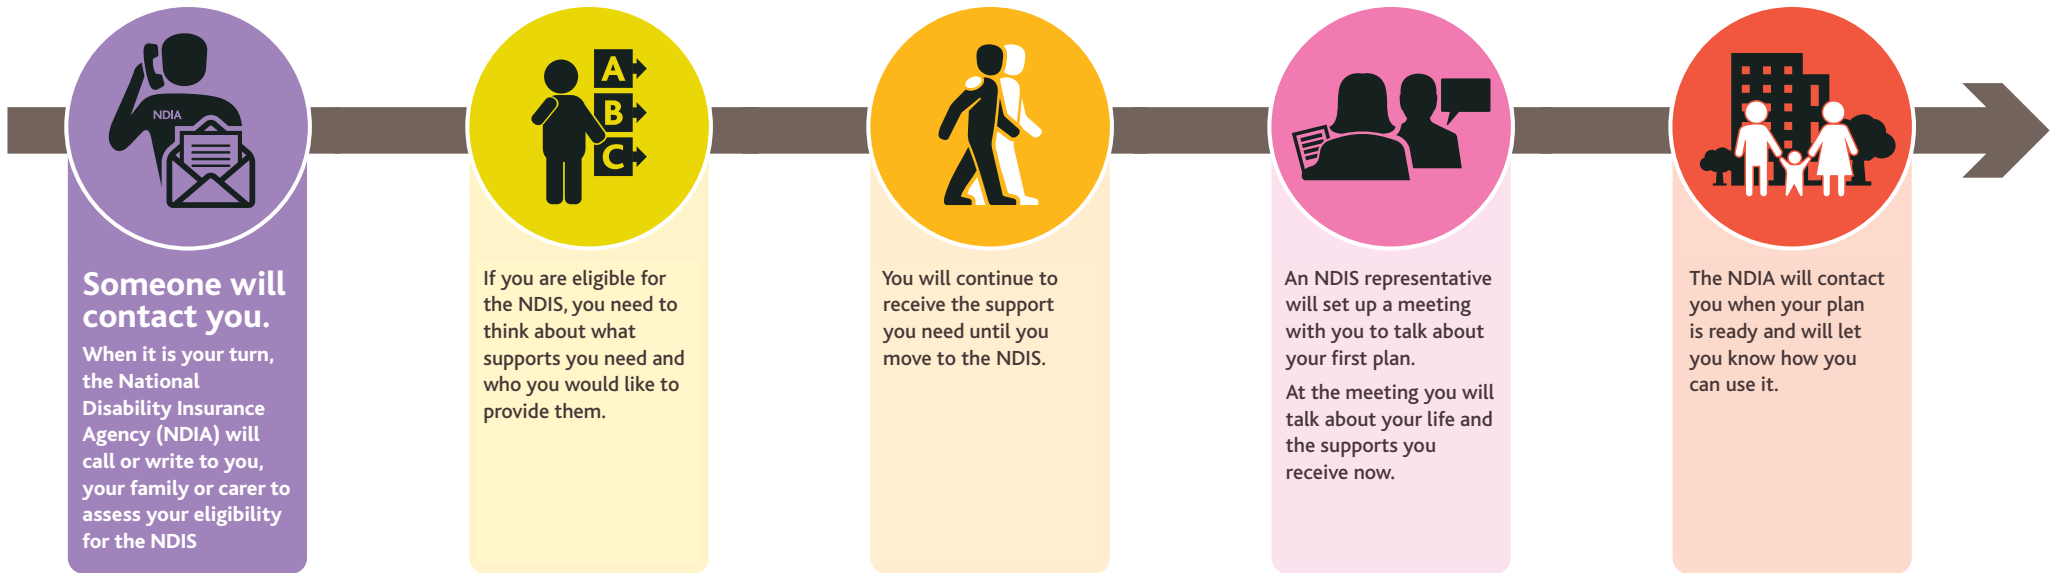 NDIA
Someone will
contact you.
When it is your turn,
the National
Disability Insurance
Agency (NDIA) will
call or write to you,
your family or carer to
assess your eligibility
for the NDIS
A
B
C
If you are eligible for
the NDIS, you need to
think about what
supports you need and
who you would like to
provide them.
You will continue to
receive the support
you need until you
move to the NDIS.
An NDIS representative
will set up a meeting
with you to talk about
your first plan.
At the meeting you will
talk about your life and
the supports you
receive now.
The NDIA will contact
you when your plan
is ready and will let
you know how you
can use it.